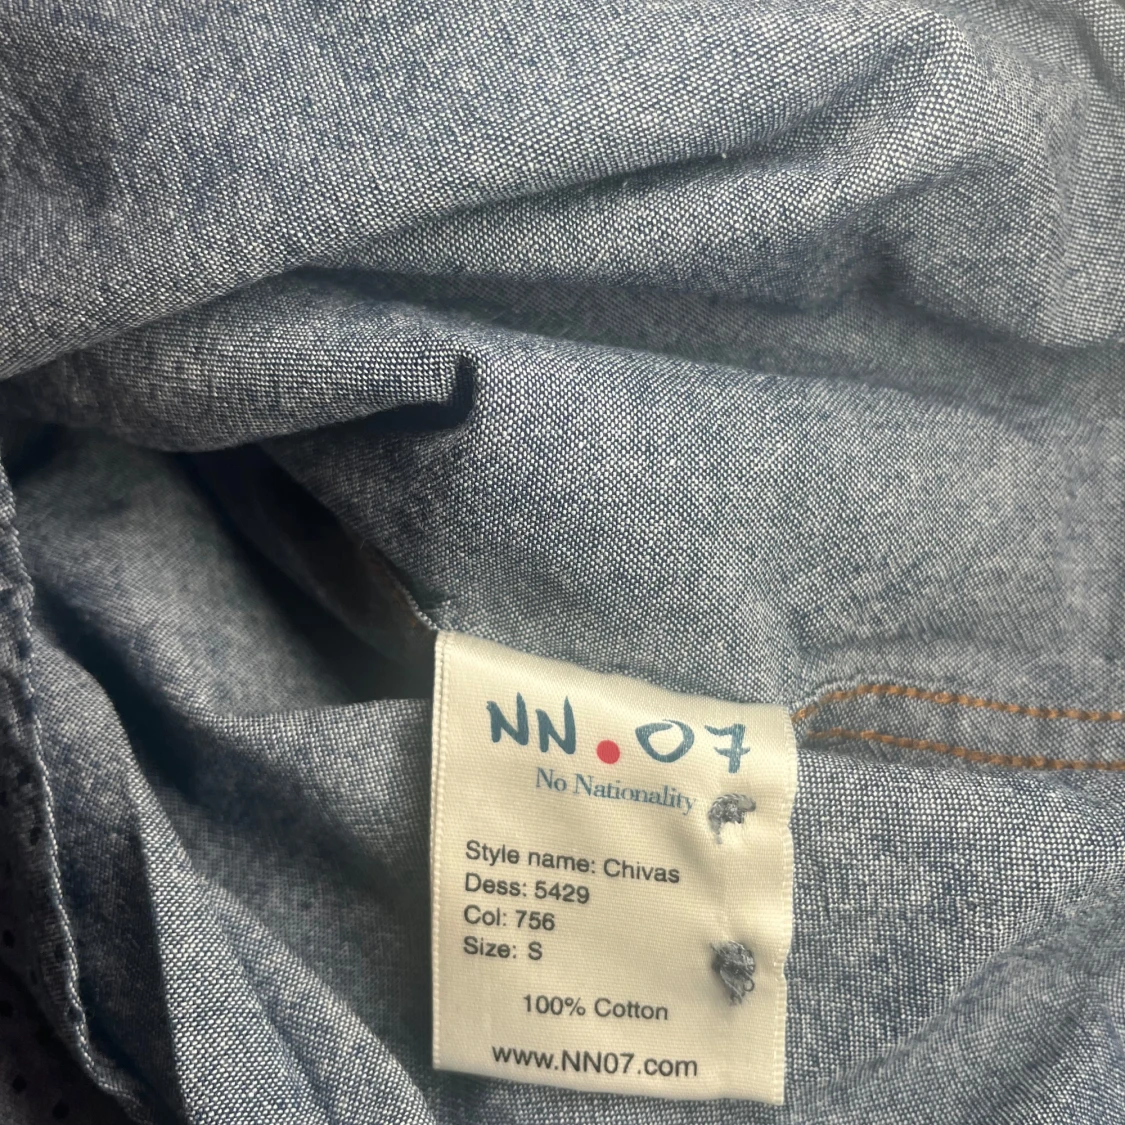 NN.07
No Nationality
Style name: Chivas
Dess: 5429
Col: 756
Size: S
100% Cotton
www.NN07.com